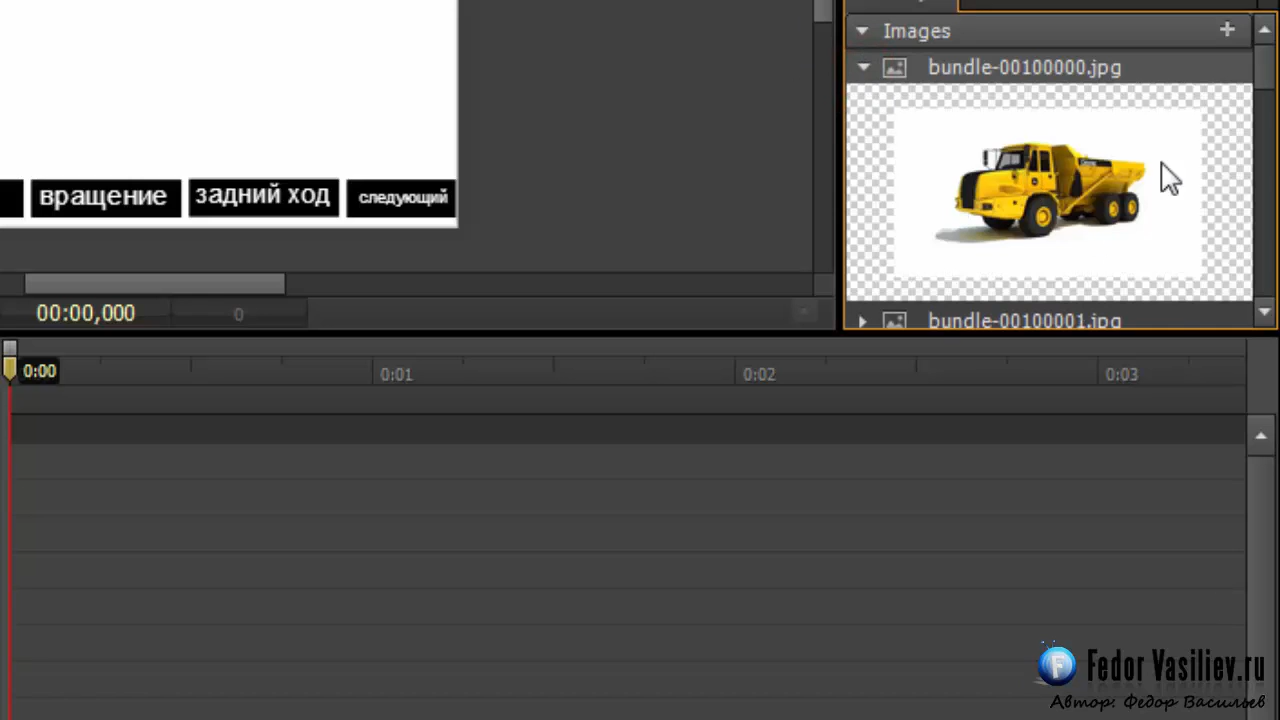 Images +
bundle-00100000.jpg
вращение задний ход следующий
00:00,000 0
bundle-00100001.jpg
0:00 0:01 0:02 0:03
F Fedor Vasiliev.ru
Автор: Федор Васильев